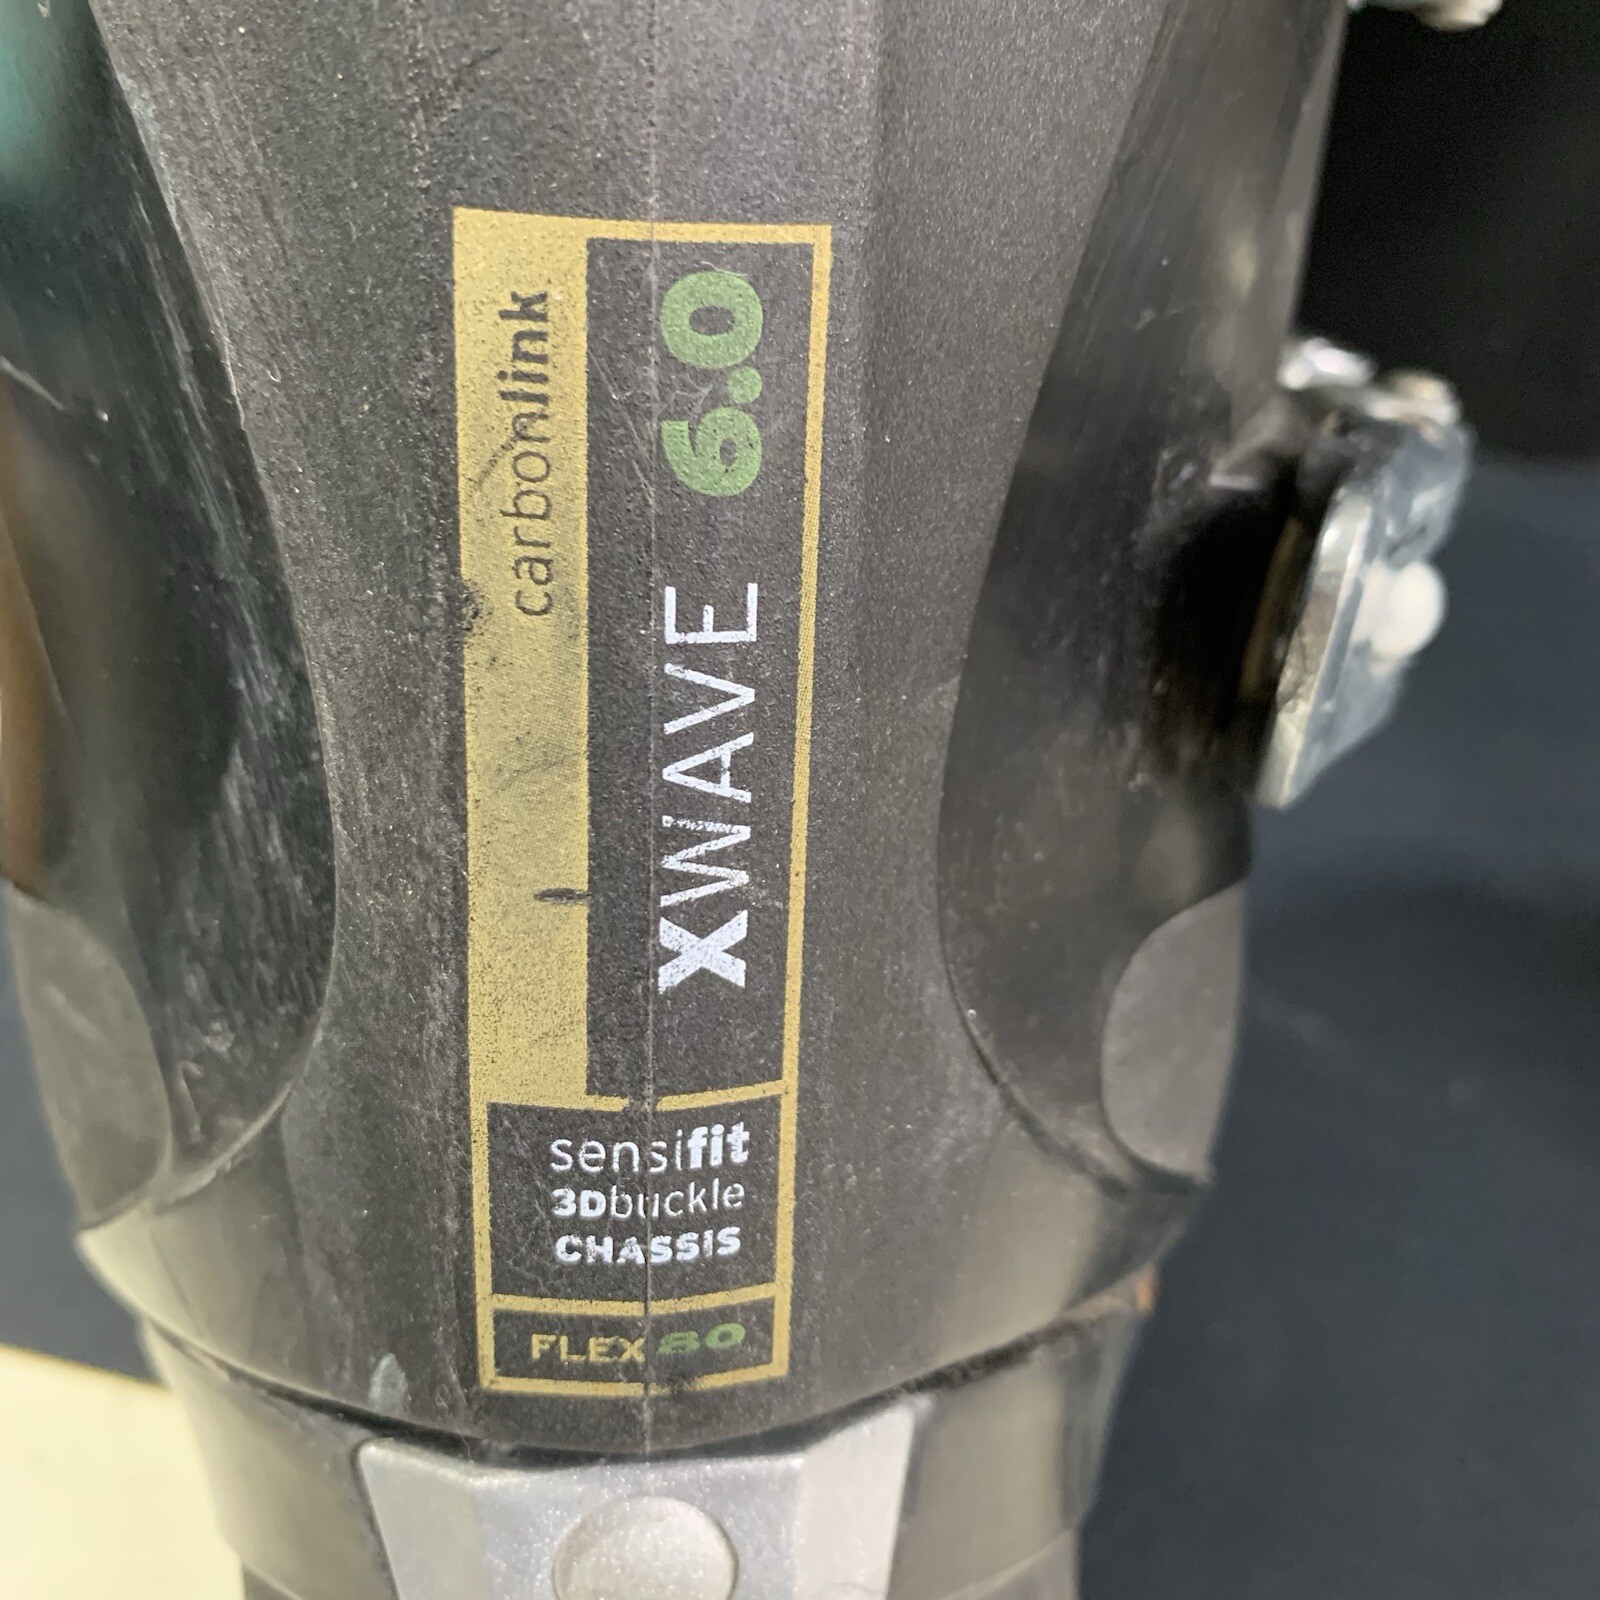 carbonlink
XWAVE 6.0
sensifit
3Dbuckle
CHASSIS
FLEX 80